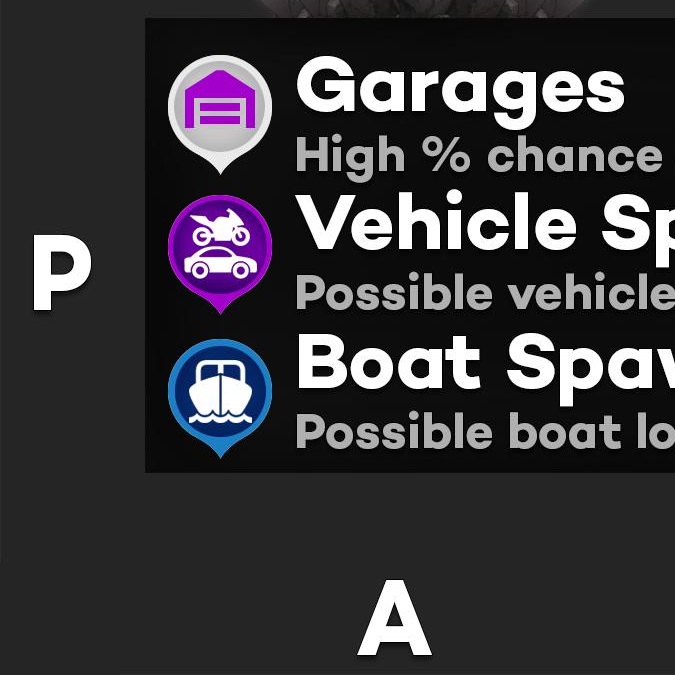 Garages
High % chance
Vehicle Sp
Possible vehicle
P
Boat Spaw
Possible boat lo
A